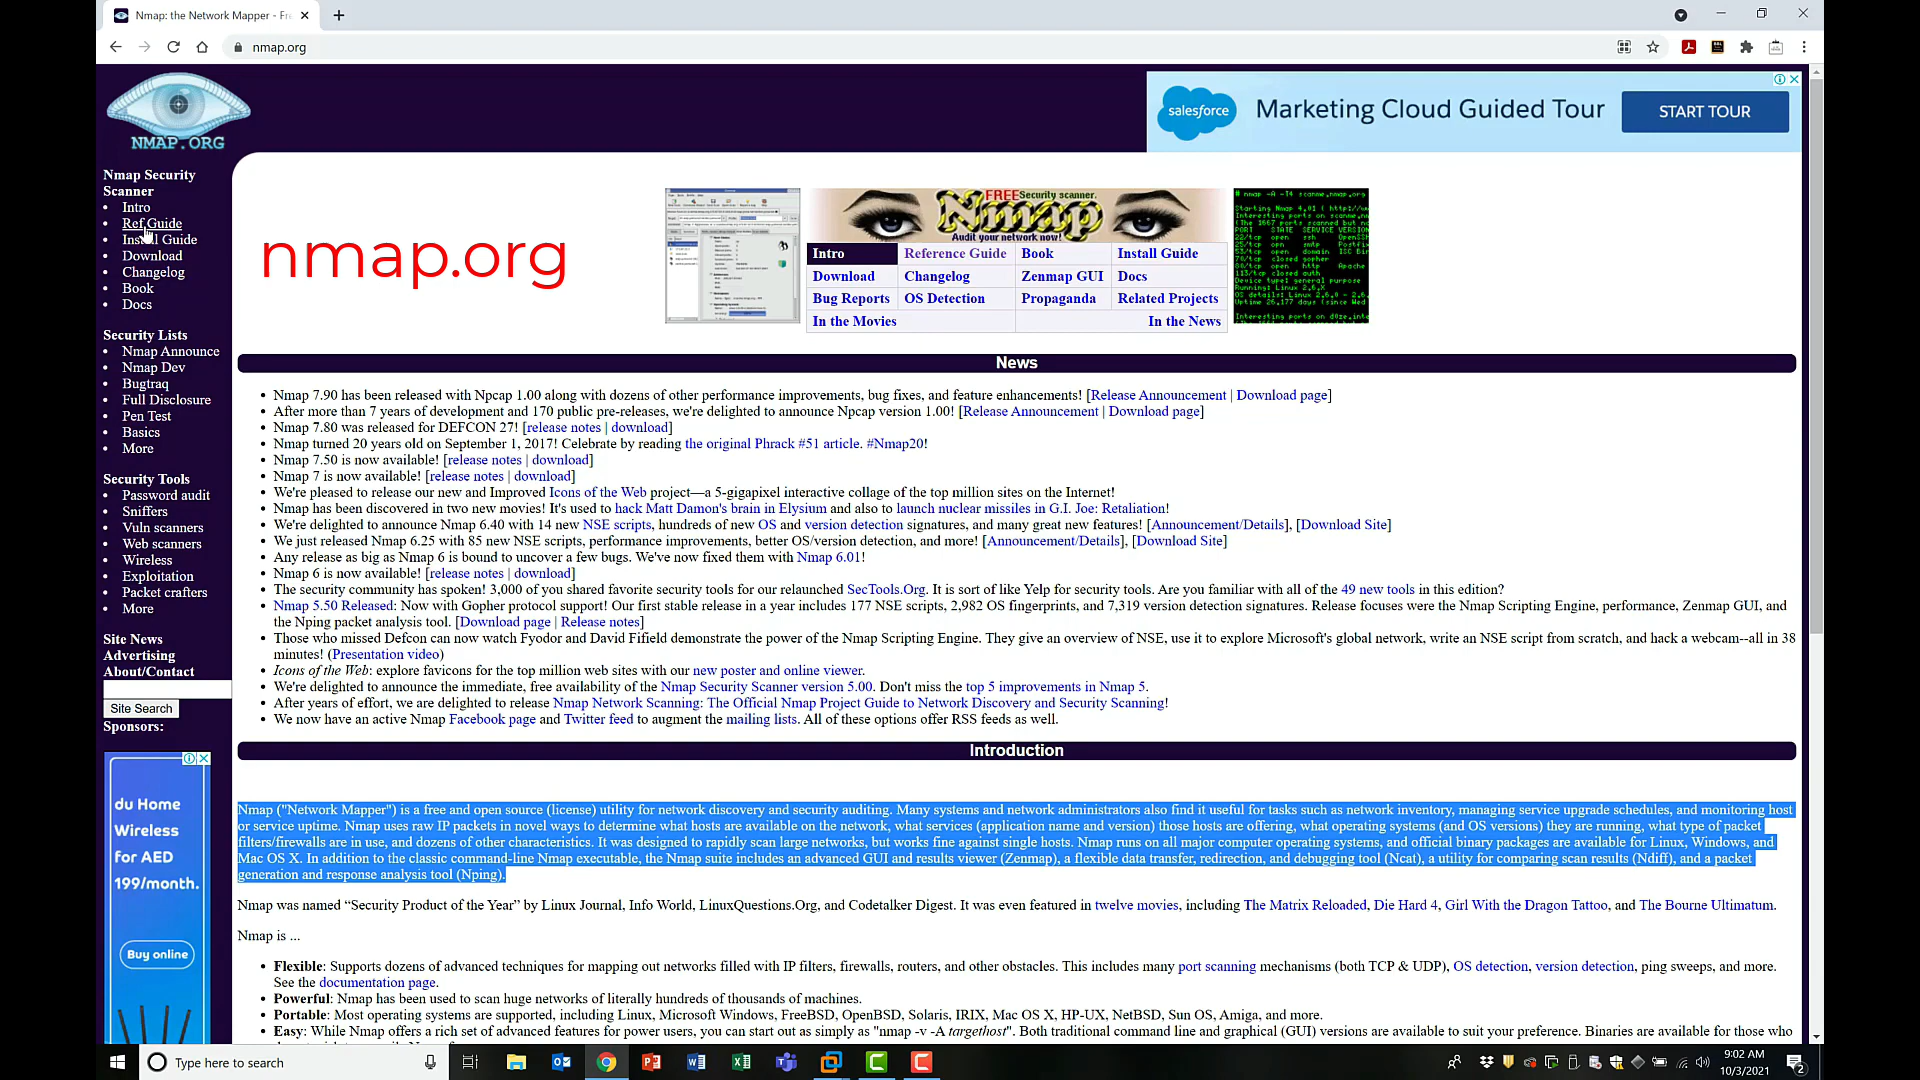 Nmap: the Network Mapper - Fr
nmap.org
NMAP.ORG
salesforce
Marketing Cloud Guided Tour
START TOUR
Nmap Security
Scanner
Intro
Ref Guide
Install Guide
Download
Changelog
Book
Docs
Security Lists
Nmap Announce
Nmap Dev
Bugtraq
Full Disclosure
Pen Test
Basics
More
Security Tools
Password audit
Sniffers
Vuln scanners
Web scanners
Wireless
Exploitation
Packet crafters
More
Site News
Advertising
About/Contact
Site Search
Sponsors:
du Home
Wireless
for AED
199/month.
Buy online
nmap.org
FREE Security scanner.
Nmap
Audit your network now!
Intro Reference Guide Book Install Guide
Download Changelog Zenmap GUI Docs
Bug Reports OS Detection Propaganda Related Projects
In the Movies In the News
# nmap -A -T4 scanme.nmap.org
PORT STATE SERVICE VERSION
News
• Nmap 7.90 has been released with Npcap 1.00 along with dozens of other performance improvements, bug fixes, and feature enhancements! [Release Announcement | Download page]
• After more than 7 years of development and 170 public pre-releases, we're delighted to announce Npcap version 1.00! [Release Announcement | Download page]
• Nmap 7.80 was released for DEFCON 27! [release notes | download]
• Nmap turned 20 years old on September 1, 2017! Celebrate by reading the original Phrack #51 article. #Nmap20!
• Nmap 7.50 is now available! [release notes | download]
• Nmap 7 is now available! [release notes | download]
• We're pleased to release our new and Improved Icons of the Web project—a 5-gigapixel interactive collage of the top million sites on the Internet!
• Nmap has been discovered in two new movies! It's used to hack Matt Damon's brain in Elysium and also to launch nuclear missiles in G.I. Joe: Retaliation!
• We're delighted to announce Nmap 6.40 with 14 new NSE scripts, hundreds of new OS and version detection signatures, and many great new features! [Announcement/Details], [Download Site]
• We just released Nmap 6.25 with 85 new NSE scripts, performance improvements, better OS/version detection, and more! [Announcement/Details], [Download Site]
• Any release as big as Nmap 6 is bound to uncover a few bugs. We've now fixed them with Nmap 6.01!
• Nmap 6 is now available! [release notes | download]
• The security community has spoken! 3,000 of you shared favorite security tools for our relaunched SecTools.Org. It is sort of like Yelp for security tools. Are you familiar with all of the 49 new tools in this edition?
• Nmap 5.50 Released: Now with Gopher protocol support! Our first stable release in a year includes 177 NSE scripts, 2,982 OS fingerprints, and 7,319 version detection signatures. Release focuses were the Nmap Scripting Engine, performance, Zenmap GUI, and
the Nping packet analysis tool. [Download page | Release notes]
• Those who missed Defcon can now watch Fyodor and David Fifield demonstrate the power of the Nmap Scripting Engine. They give an overview of NSE, use it to explore Microsoft's global network, write an NSE script from scratch, and hack a webcam--all in 38
minutes! (Presentation video)
• Icons of the Web: explore favicons for the top million web sites with our new poster and online viewer.
• We're delighted to announce the immediate, free availability of the Nmap Security Scanner version 5.00. Don't miss the top 5 improvements in Nmap 5.
• After years of effort, we are delighted to release Nmap Network Scanning: The Official Nmap Project Guide to Network Discovery and Security Scanning!
• We now have an active Nmap Facebook page and Twitter feed to augment the mailing lists. All of these options offer RSS feeds as well.
Introduction
Nmap ("Network Mapper") is a free and open source (license) utility for network discovery and security auditing. Many systems and network administrators also find it useful for tasks such as network inventory, managing service upgrade schedules, and monitoring host
or service uptime. Nmap uses raw IP packets in novel ways to determine what hosts are available on the network, what services (application name and version) those hosts are offering, what operating systems (and OS versions) they are running, what type of packet
filters/firewalls are in use, and dozens of other characteristics. It was designed to rapidly scan large networks, but works fine against single hosts. Nmap runs on all major computer operating systems, and official binary packages are available for Linux, Windows, and
Mac OS X. In addition to the classic command-line Nmap executable, the Nmap suite includes an advanced GUI and results viewer (Zenmap), a flexible data transfer, redirection, and debugging tool (Ncat), a utility for comparing scan results (Ndiff), and a packet
generation and response analysis tool (Nping).
Nmap was named “Security Product of the Year” by Linux Journal, Info World, LinuxQuestions.Org, and Codetalker Digest. It was even featured in twelve movies, including The Matrix Reloaded, Die Hard 4, Girl With the Dragon Tattoo, and The Bourne Ultimatum.
Nmap is ...
• Flexible: Supports dozens of advanced techniques for mapping out networks filled with IP filters, firewalls, routers, and other obstacles. This includes many port scanning mechanisms (both TCP & UDP), OS detection, version detection, ping sweeps, and more.
See the documentation page.
• Powerful: Nmap has been used to scan huge networks of literally hundreds of thousands of machines.
• Portable: Most operating systems are supported, including Linux, Microsoft Windows, FreeBSD, OpenBSD, Solaris, IRIX, Mac OS X, HP-UX, NetBSD, Sun OS, Amiga, and more.
• Easy: While Nmap offers a rich set of advanced features for power users, you can start out as simply as "nmap -v -A targethost". Both traditional command line and graphical (GUI) versions are available to suit your preference. Binaries are available for those who
Type here to search
9:02 AM
10/3/2021
2